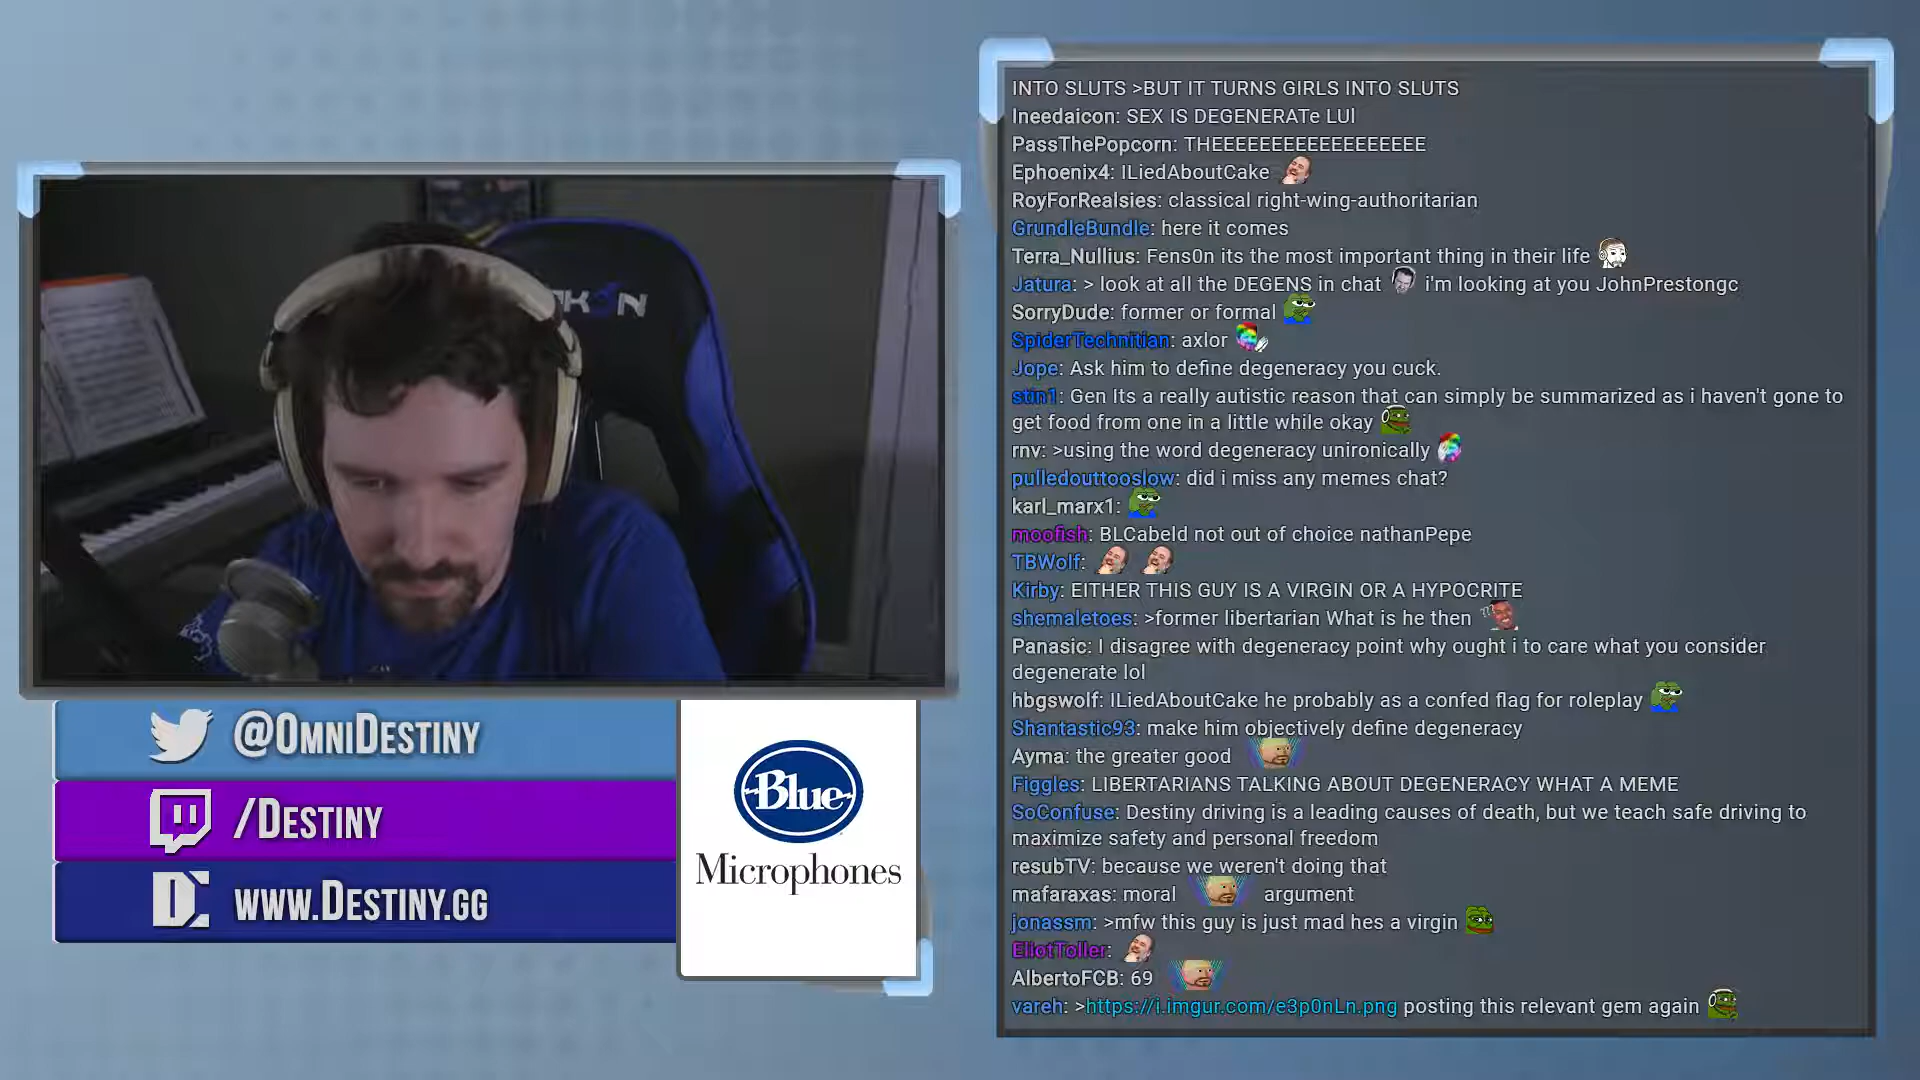 INTO SLUTS >BUT IT TURNS GIRLS INTO SLUTS
Ineedaicon: SEX IS DEGENERATe LUl
PassThePopcorn: THEEEEEEEEEEEEEEEEEE
Ephoenix4: ILiedAboutCake
RoyForRealsies: classical right-wing-authoritarian
GrundleBundle: here it comes
Terra_Nullius: Fens0n its the most important thing in their life
Jatura: > look at all the DEGENS in chat i'm looking at you JohnPrestongc
SorryDude: former or formal
SpiderTechnitian: axlor
Jope: Ask him to define degeneracy you cuck.
stin1: Gen Its a really autistic reason that can simply be summarized as i haven't gone to
get food from one in a little while okay
rnv: >using the word degeneracy unironically
pulledouttooslow: did i miss any memes chat?
karl_marx1:
moofish: BLCabeld not out of choice nathanPepe
TBWolf:
Kirby: EITHER THIS GUY IS A VIRGIN OR A HYPOCRITE
shemaletoes: >former libertarian What is he then
Panasic: I disagree with degeneracy point why ought i to care what you consider
degenerate lol
hbgswolf: ILiedAboutCake he probably as a confed flag for roleplay
Shantastic93: make him objectively define degeneracy
Ayma: the greater good
Figgles: LIBERTARIANS TALKING ABOUT DEGENERACY WHAT A MEME
SoConfuse: Destiny driving is a leading causes of death, but we teach safe driving to
maximize safety and personal freedom
resubTV: because we weren't doing that
mafaraxas: moral argument
jonassm: >mfw this guy is just mad hes a virgin
EliotToller:
AlbertoFCB: 69
vareh: >https://i.imgur.com/e3p0nLn.png posting this relevant gem again
@OmniDestiny
/Destiny
www.Destiny.gg
Blue
Microphones